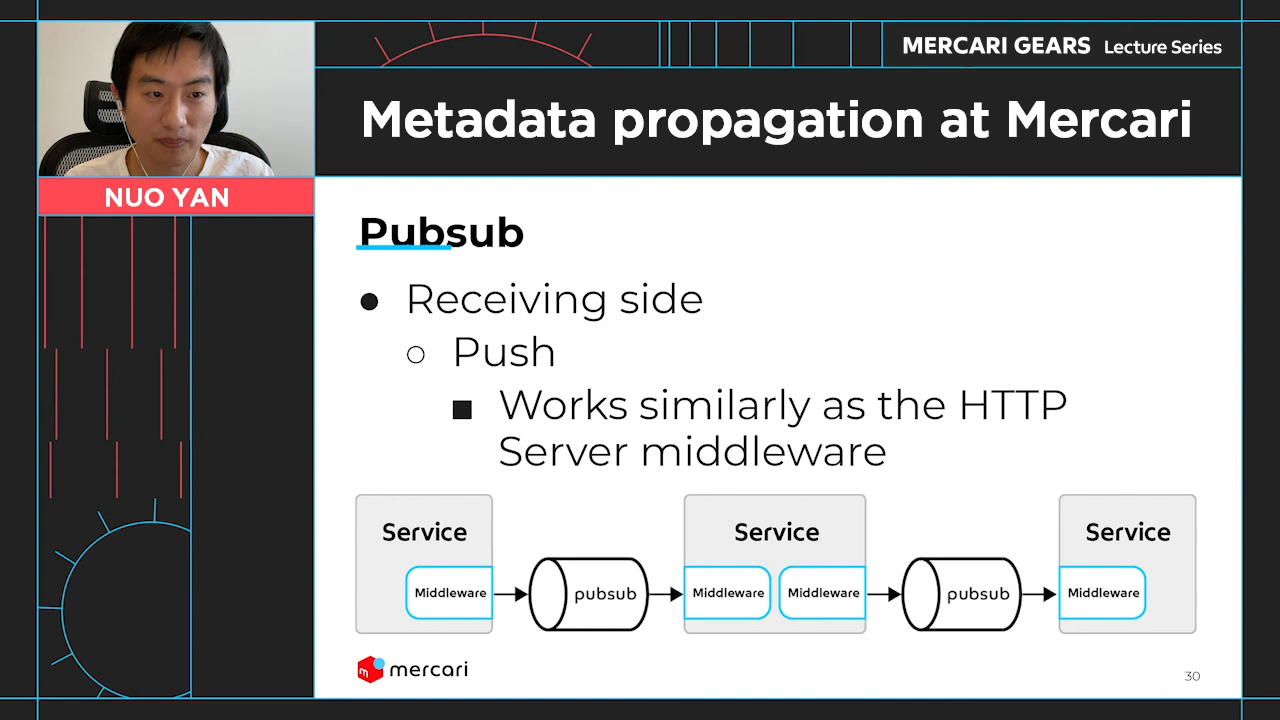 MERCARI GEARS Lecture Series
Metadata propagation at Mercari
NUO YAN
Pubsub
● Receiving side
○ Push
■ Works similarly as the HTTP
Server middleware
Service
Service
Service
Middleware
pubsub
Middleware
Middleware
pubsub
Middleware
mercari
30